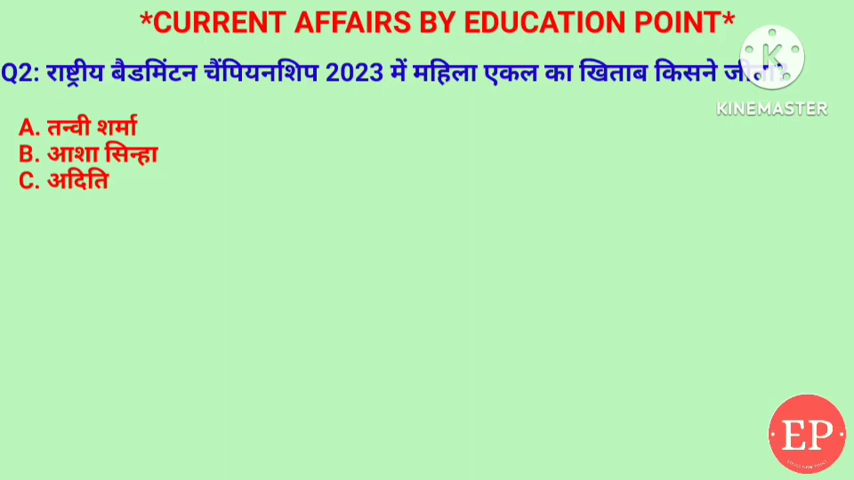 *CURRENT AFFAIRS BY EDUCATION POINT*
Q2: राष्ट्रीय बैडमिंटन चैंपियनशिप 2023 में महिला एकल का खिताब किसने जीता?
KINEMASTER
A. तन्वी शर्मा
B. आशा सिन्हा
C. अदिति
EP